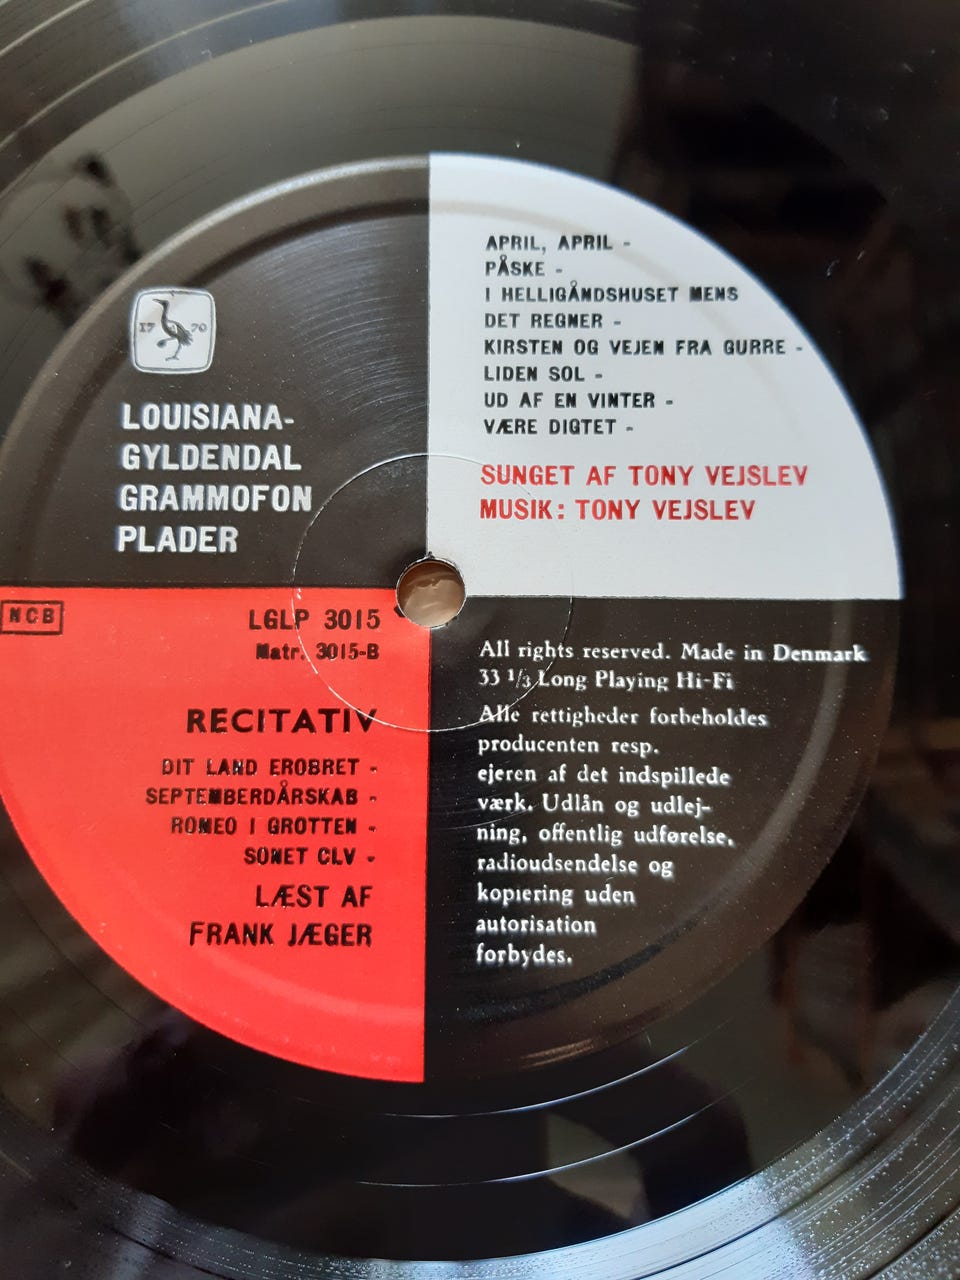 17 70
LOUISIANA-
GYLDENDAL
GRAMMOFON
PLADER
APRIL, APRIL -
PÅSKE -
I HELLIGÅNDSHUSET MENS
DET REGNER -
KIRSTEN OG VEJEN FRA GURRE -
LIDEN SOL -
UD AF EN VINTER -
VÆRE DIGTET -
SUNGET AF TONY VEJSLEV
MUSIK: TONY VEJSLEV
NCB
LGLP 3015
Matr. 3015-B
RECITATIV
DIT LAND EROBRET -
SEPTEMBERDÅRSKAB -
ROMEO I GROTTEN -
SONET CLV -
LÆST AF
FRANK JÆGER
All rights reserved. Made in Denmark
33 1/3 Long Playing Hi-Fi
Alle rettigheder forbeholdes
producenten resp.
ejeren af det indspillede
værk. Udlån og udlej-
ning, offentlig udførelse,
radioudsendelse og
kopiering uden
autorisation
forbydes.